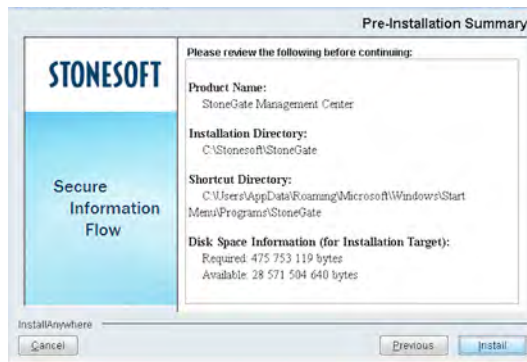 Pre-Installation Summary
STONESOFT
Secure
Information
Flow
Please review the following before continuing:
Product Name:
StoneGate Management Center
Installation Directory:
C:\Stonesoft\StoneGate
Shortcut Directory:
C:\Users\AppData\Roaming\Microsoft\Windows\Start
Menu\Programs\StoneGate
Disk Space Information (for Installation Target):
Required: 475 753 119 bytes
Available: 28 571 504 640 bytes
InstallAnywhere
Cancel
Previous
Install